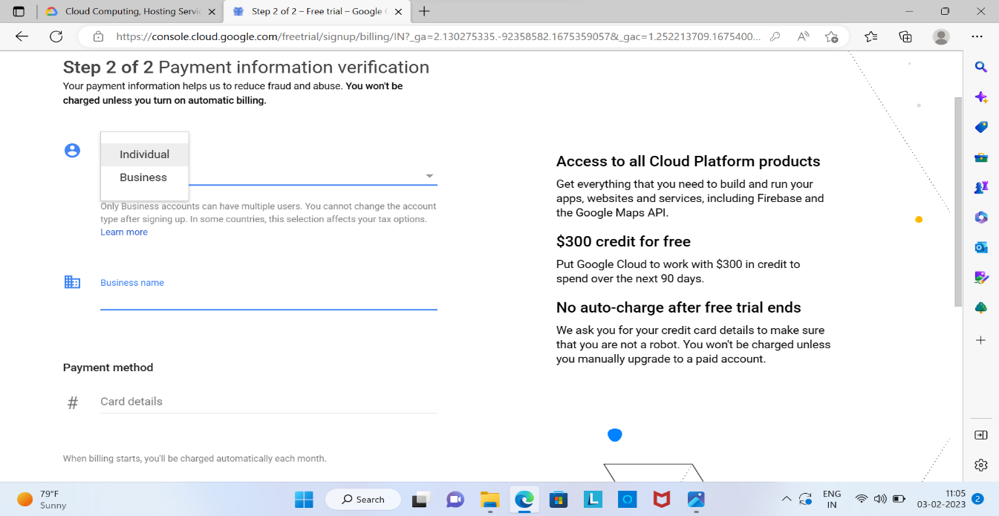 Cloud Computing, Hosting Servi
Step 2 of 2 – Free trial – Google C
https://console.cloud.google.com/freetrial/signup/billing/IN?_ga=2.130275335.-92358582.1675359057&_gac=1.252213709.1675400...
Step 2 of 2 Payment information verification
Your payment information helps us to reduce fraud and abuse. You won't be
charged unless you turn on automatic billing.
Individual
Business
Only Business accounts can have multiple users. You cannot change the account
type after signing up. In some countries, this selection affects your tax options.
Learn more
Business name
Payment method
# Card details
When billing starts, you'll be charged automatically each month.
Access to all Cloud Platform products
Get everything that you need to build and run your
apps, websites and services, including Firebase and
the Google Maps API.
$300 credit for free
Put Google Cloud to work with $300 in credit to
spend over the next 90 days.
No auto-charge after free trial ends
We ask you for your credit card details to make sure
that you are not a robot. You won't be charged unless
you manually upgrade to a paid account.
79°F
Sunny
Search
ENG
IN
11:05
03-02-2023
2